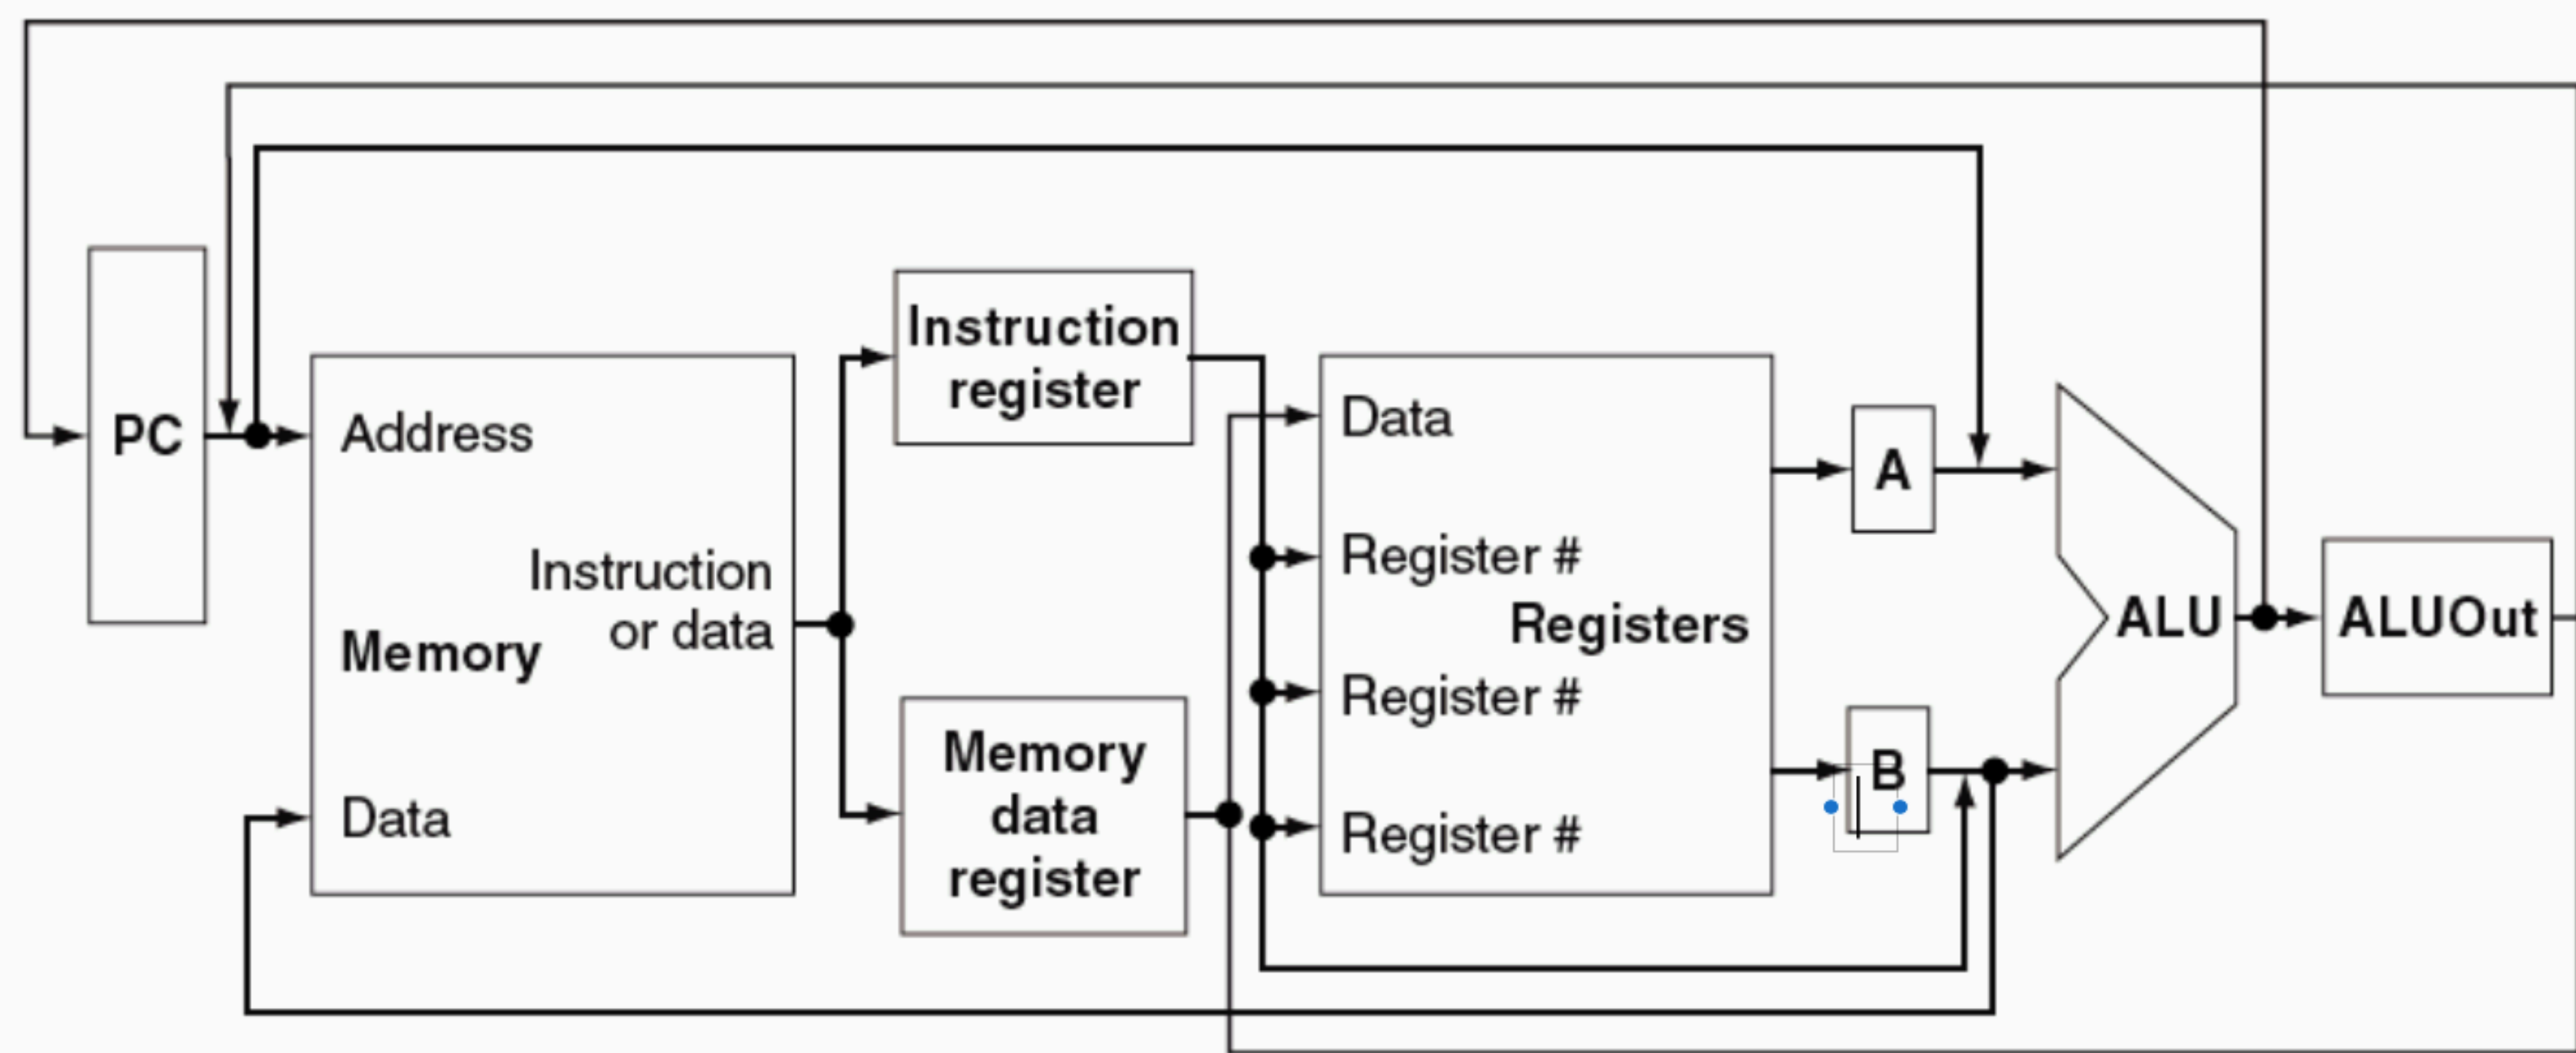 PC
Address
Instruction
or data
Memory
Data
Instruction
register
Memory
data
register
Data
Register #
Registers
Register #
Register #
A
B
ALU
ALUOut